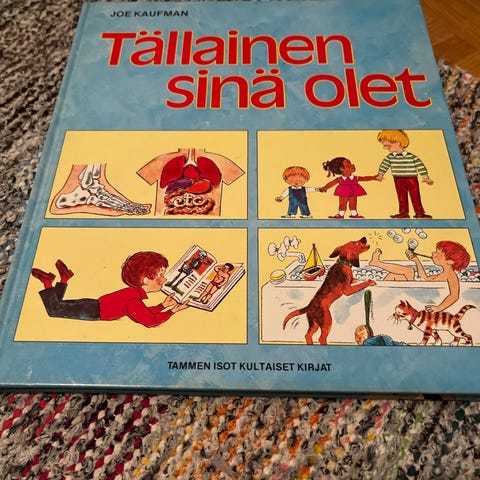 JOE KAUFMAN
Tällainen
sinä olet
TAMMEN ISOT KULTAISET KIRJAT